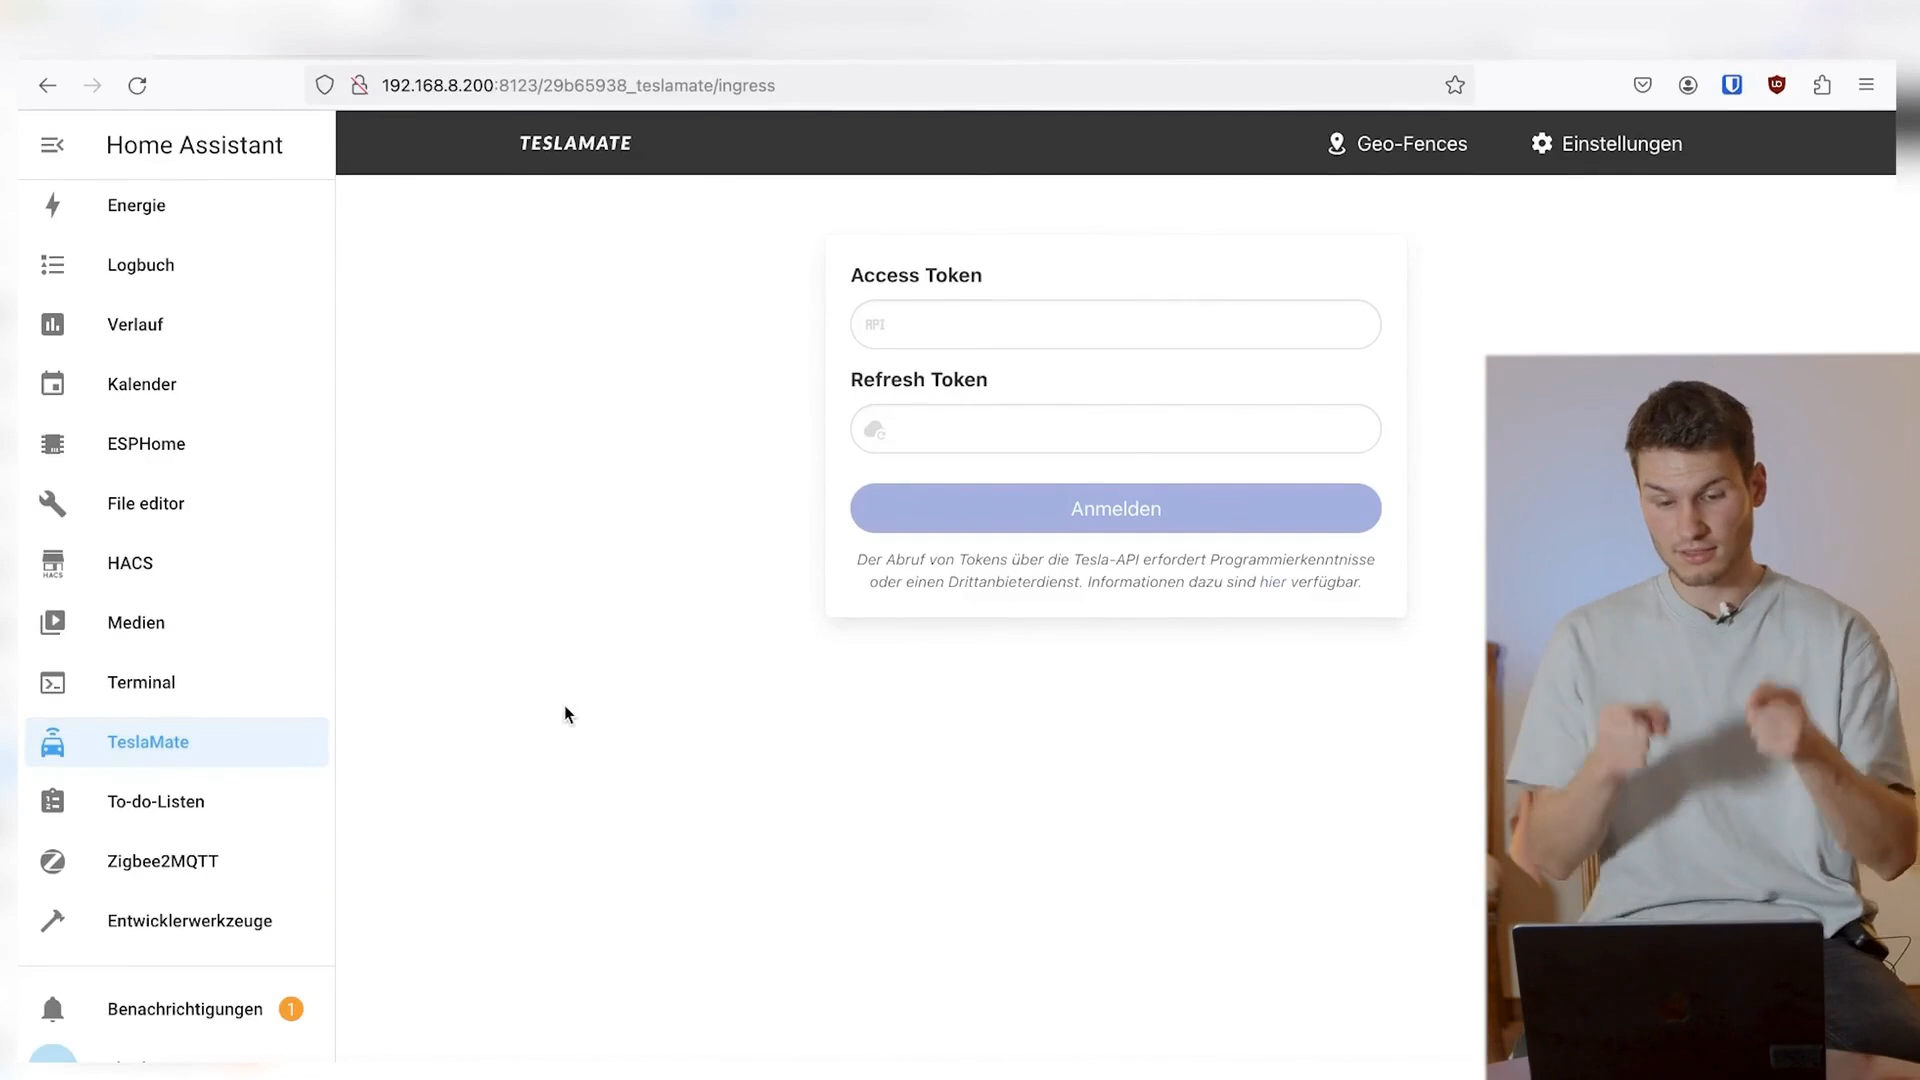 192.168.8.200:8123/29b65938_teslamate/ingress
Home Assistant
TESLAMATE
Geo-Fences
Einstellungen
Energie
Logbuch
Verlauf
Kalender
ESPHome
File editor
HACS
HACS
Medien
Terminal
TeslaMate
To-do-Listen
Zigbee2MQTT
Entwicklerwerkzeuge
Benachrichtigungen 1
Access Token
API
Refresh Token
Anmelden
Der Abruf von Tokens über die Tesla-API erfordert Programmierkenntnisse
oder einen Drittanbieterdienst. Informationen dazu sind hier verfügbar.